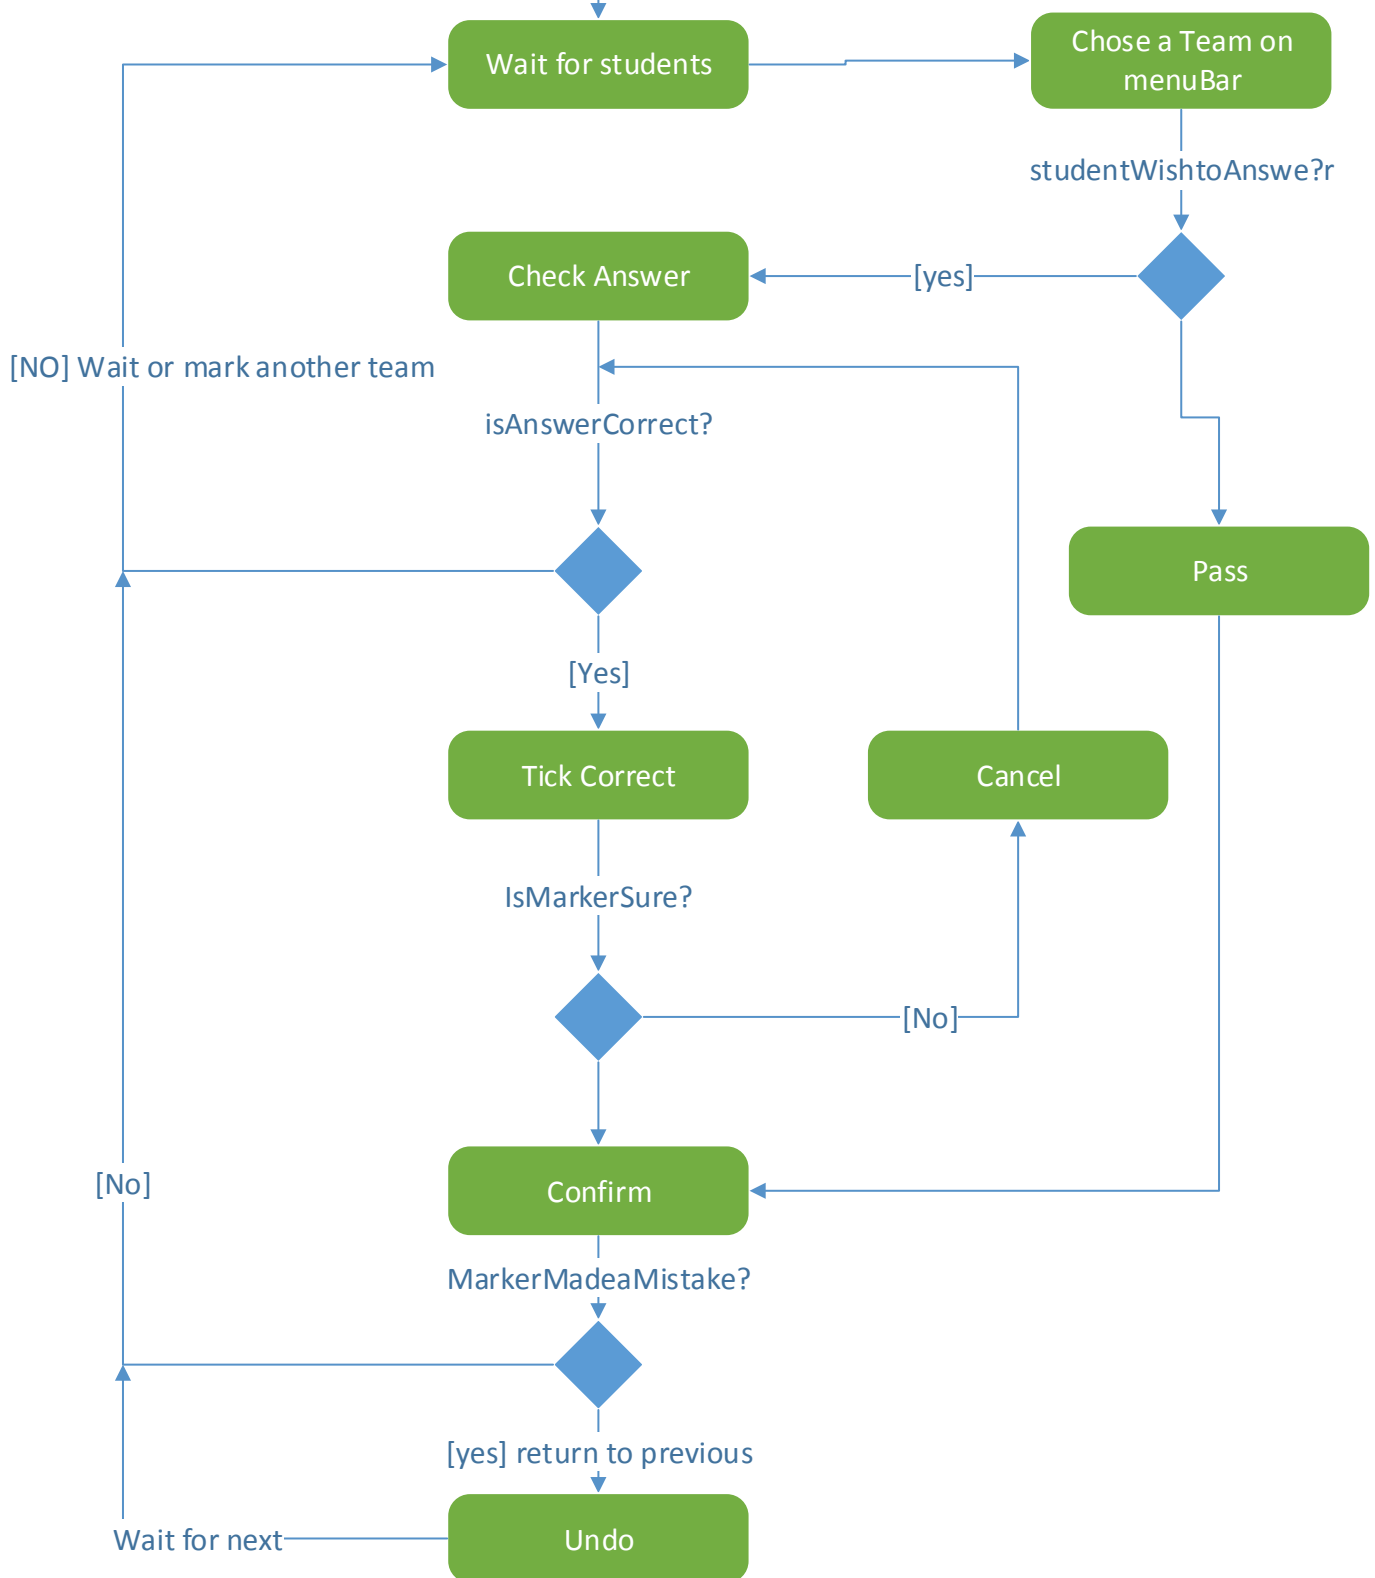 Wait for students
Chose a Team on
menuBar
studentWishtoAnswe?r
Check Answer
[yes]
[NO] Wait or mark another team
isAnswerCorrect?
Pass
[Yes]
Tick Correct
Cancel
IsMarkerSure?
[No]
[No]
Confirm
MarkerMadeaMistake?
[yes] return to previous
Wait for next
Undo